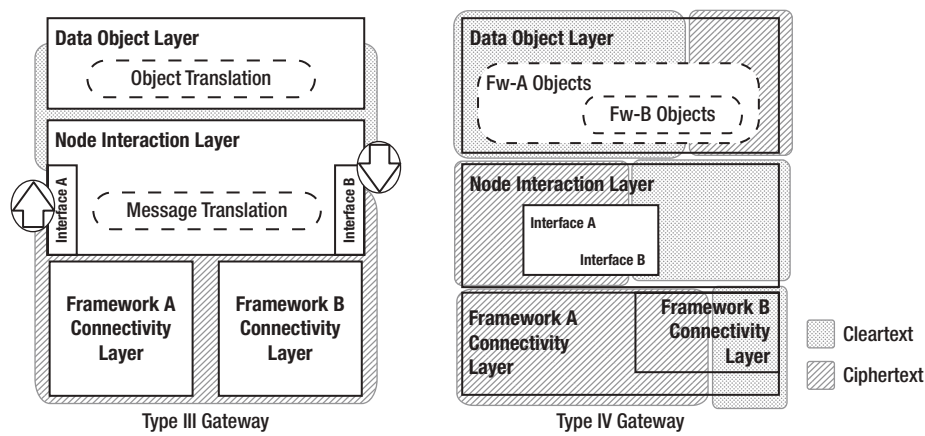 Data Object Layer
Object Translation
Node Interaction Layer
Interface A
Message Translation
Interface B
Framework A
Connectivity
Layer
Framework B
Connectivity
Layer
Type III Gateway
Data Object Layer
Fw-A Objects
Fw-B Objects
Node Interaction Layer
Interface A
Interface B
Framework A
Connectivity
Layer
Framework B
Connectivity
Layer
Type IV Gateway
Cleartext
Ciphertext